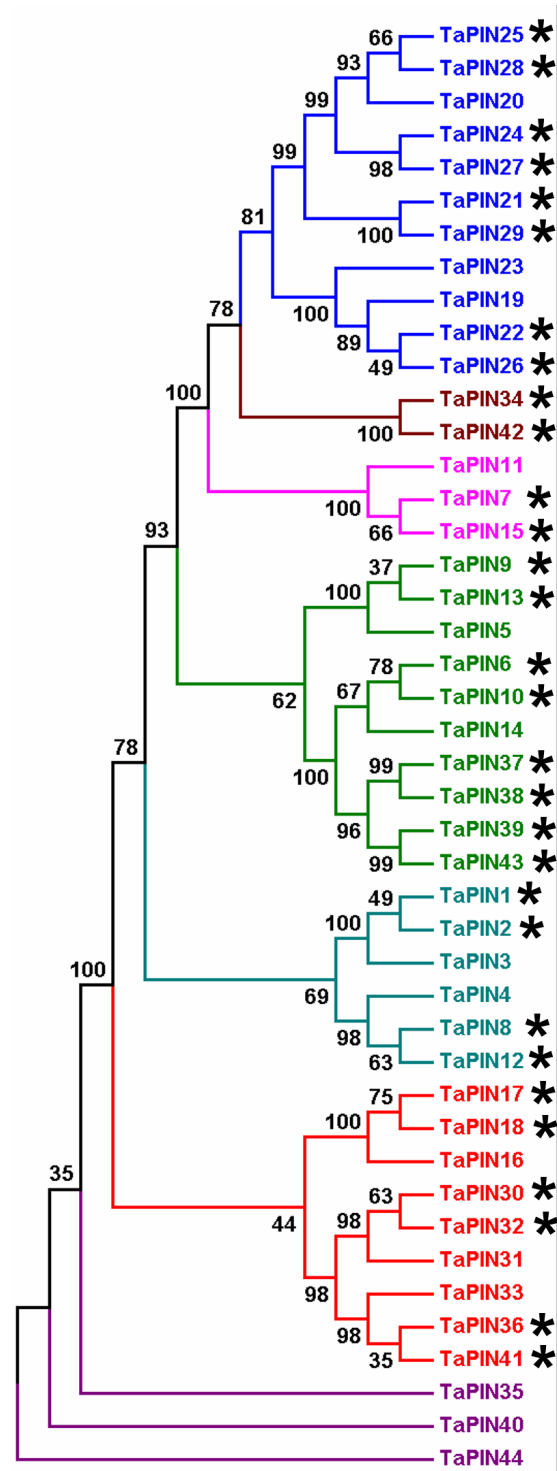 TaPIN25 *
66
TaPIN28 *
93
TaPIN20
99
TaPIN24 *
99
98
TaPIN27 *
TaPIN21 *
81
100
TaPIN29 *
TaPIN23
TaPIN19
78
100
TaPIN22 *
89
49
TaPIN26 *
100
TaPIN34 *
100
TaPIN42 *
TaPIN11
TaPIN7 *
100
93
66
TaPIN15 *
37
TaPIN9 *
100
TaPIN13 *
TaPIN5
78
TaPIN6 *
67
TaPIN10 *
62
TaPIN14
78
99
TaPIN37 *
100
TaPIN38 *
96
TaPIN39 *
99
TaPIN43 *
49
TaPIN1 *
100
TaPIN2 *
TaPIN3
100
69
TaPIN4
98
TaPIN8 *
63
TaPIN12 *
75
TaPIN17 *
100
TaPIN18 *
TaPIN16
35
63
TaPIN30 *
44
98
TaPIN32 *
TaPIN31
98
TaPIN33
98
TaPIN36 *
35
TaPIN41 *
TaPIN35
TaPIN40
TaPIN44